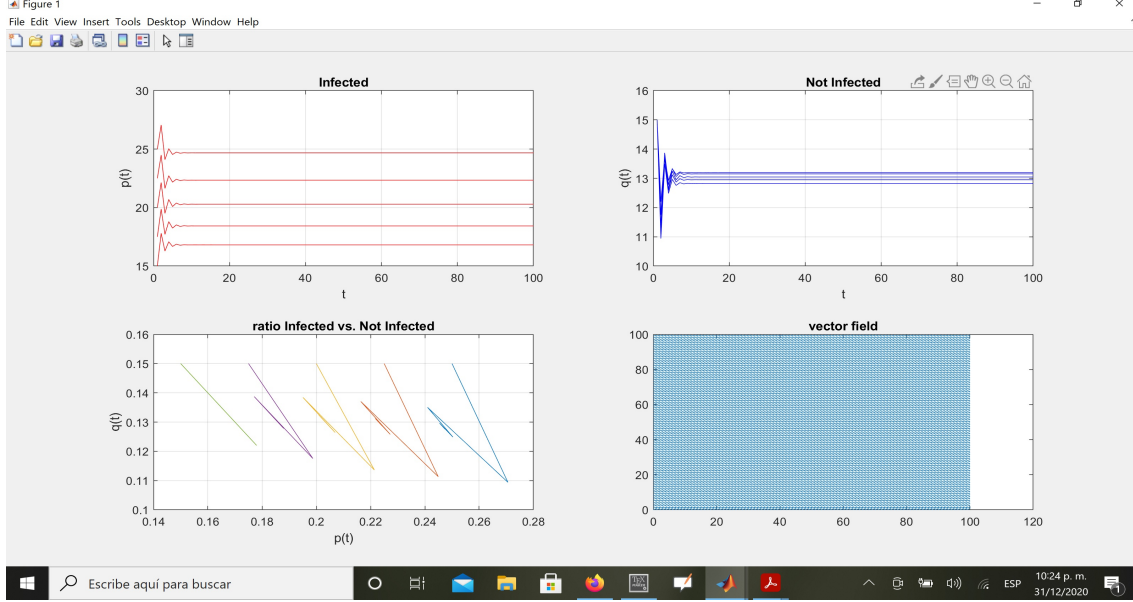 Figure 1
File Edit View Insert Tools Desktop Window Help
Infected
30
25
20
15
p(t)
0 20 40 60 80 100
t
Not Infected
16
15
14
13
12
11
10
q(t)
0 20 40 60 80 100
t
ratio Infected vs. Not Infected
0.16
0.15
0.14
0.13
0.12
0.11
0.1
q(t)
0.14 0.16 0.18 0.2 0.22 0.24 0.26 0.28
p(t)
vector field
100
80
60
40
20
0
0 20 40 60 80 100 120
Escribe aquí para buscar
ESP
10:24 p. m.
31/12/2020
1